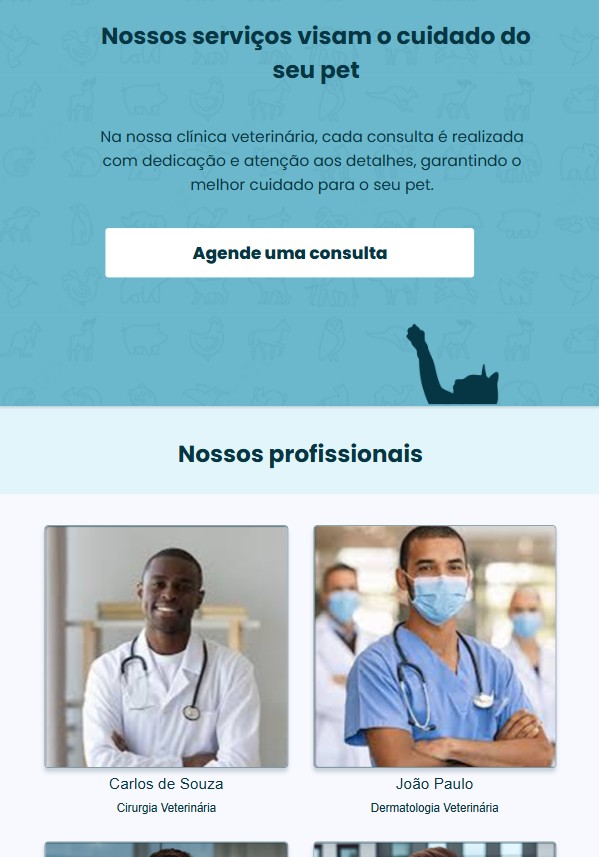 Nossos serviços visam o cuidado do
seu pet
Na nossa clínica veterinária, cada consulta é realizada
com dedicação e atenção aos detalhes, garantindo o
melhor cuidado para o seu pet.
Agende uma consulta
Nossos profissionais
Carlos de Souza
Cirurgia Veterinária
João Paulo
Dermatologia Veterinária